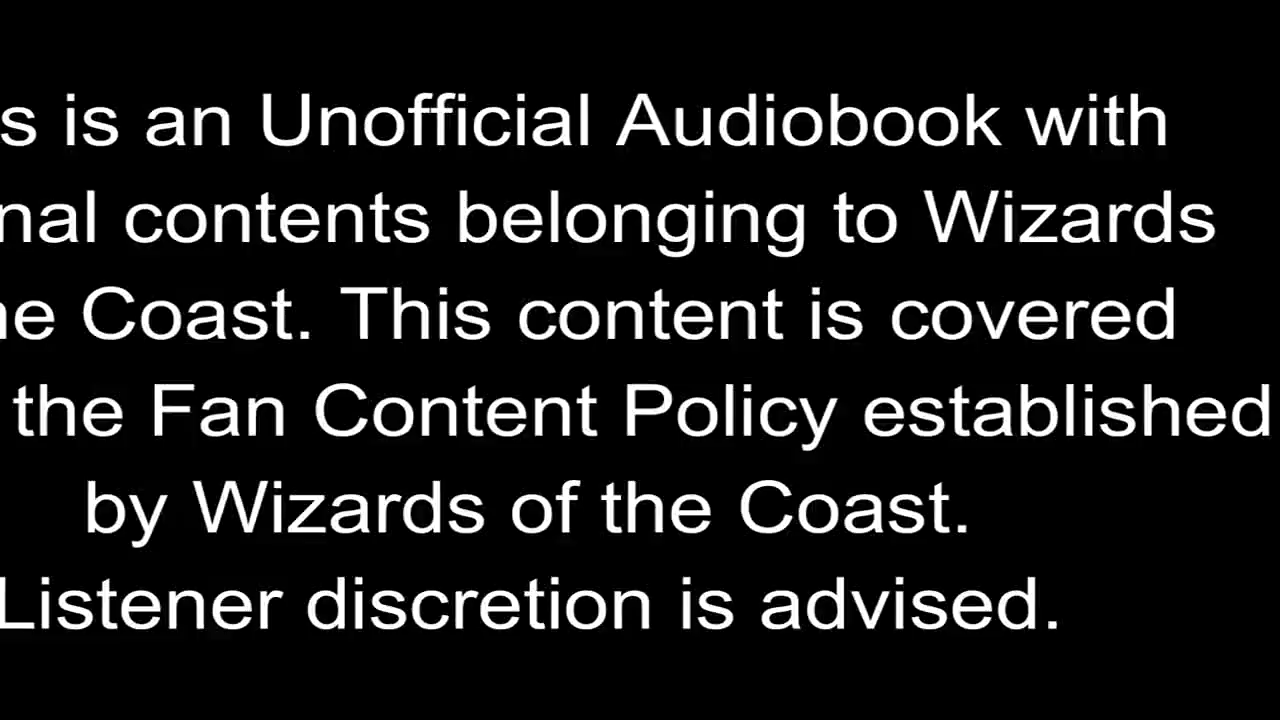 s is an Unofficial Audiobook with
nal contents belonging to Wizards
he Coast. This content is covered
the Fan Content Policy established
by Wizards of the Coast.
Listener discretion is advised.